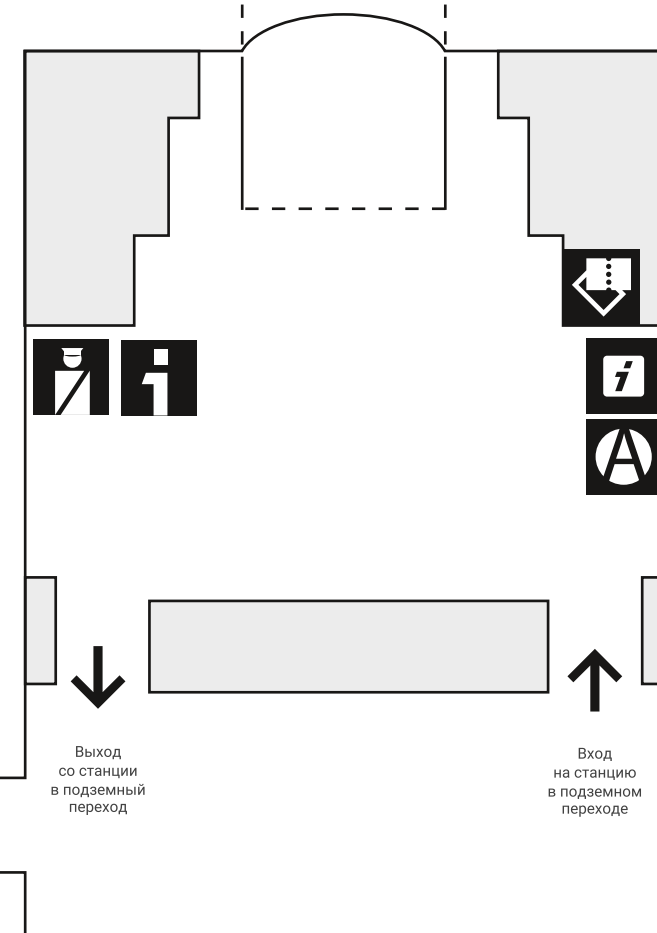 i
i
A
Выход
со станции
в подземный
переход
Вход
на станцию
в подземном
переходе